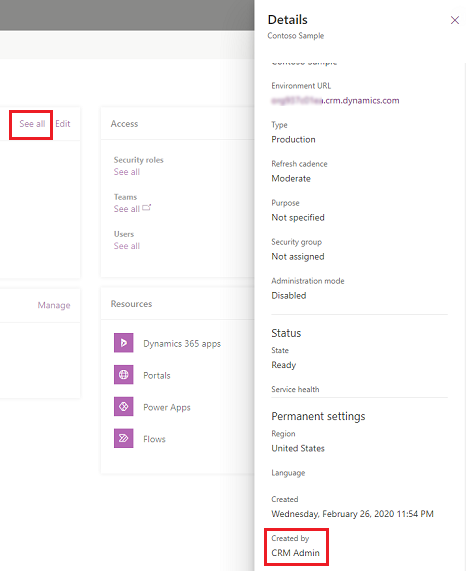 See all Edit
Manage
Access
Security roles
See all
Teams
See all
Users
See all
Resources
Dynamics 365 apps
Portals
Power Apps
Flows
Details
Contoso Sample
Contoso Sample
Environment URL
.crm.dynamics.com
Type
Production
Refresh cadence
Moderate
Purpose
Not specified
Security group
Not assigned
Administration mode
Disabled
Status
State
Ready
Service health
Permanent settings
Region
United States
Language
Created
Wednesday, February 26, 2020 11:54 PM
Created by
CRM Admin